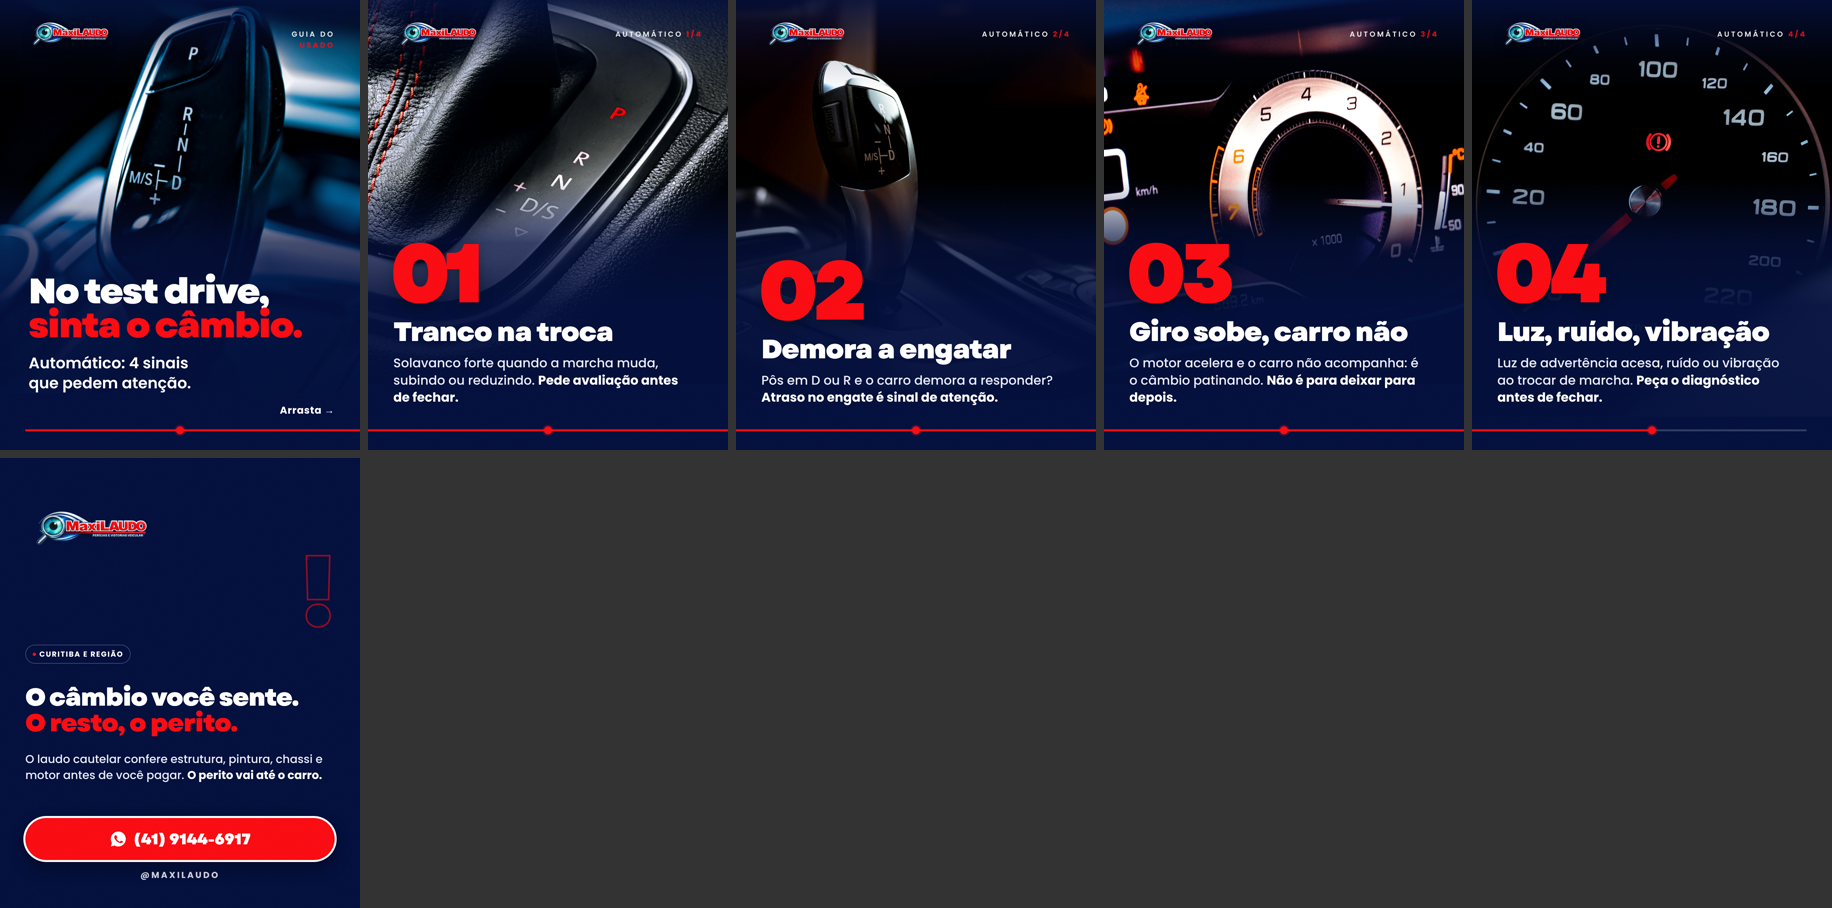 MaxiLAUDO
GUIA DO
USADO
P
R
N
M/S
D
+
No test drive,
sinta o câmbio.
Automático: 4 sinais
que pedem atenção.
Arrasta →
MaxiLAUDO
AUTOMÁTICO 1/4
P
R
N
+
D/S
−
01
Tranco na troca
Solavanco forte quando a marcha muda,
subindo ou reduzindo. Pede avaliação antes
de fechar.
MaxiLAUDO
AUTOMÁTICO 2/4
N
M/S
D
02
Demora a engatar
Pôs em D ou R e o carro demora a responder?
Atraso no engate é sinal de atenção.
MaxiLAUDO
AUTOMÁTICO 3/4
4
5
3
6
2
7
1
0
km/h
x 1000
°C
90
50
03
Giro sobe, carro não
O motor acelera e o carro não acompanha: é
o câmbio patinando. Não é para deixar para
depois.
MaxiLAUDO
AUTOMÁTICO 4/4
100
80
120
60
140
40
160
20
180
200
220
04
Luz, ruído, vibração
Luz de advertência acesa, ruído ou vibração
ao trocar de marcha. Peça o diagnóstico
antes de fechar.
MaxiLAUDO
PERÍCIAS E VISTORIAS VEICULAR
!
CURITIBA E REGIÃO
O câmbio você sente.
O resto, o perito.
O laudo cautelar confere estrutura, pintura, chassi e
motor antes de você pagar. O perito vai até o carro.
(41) 9144-6917
@MAXILAUDO